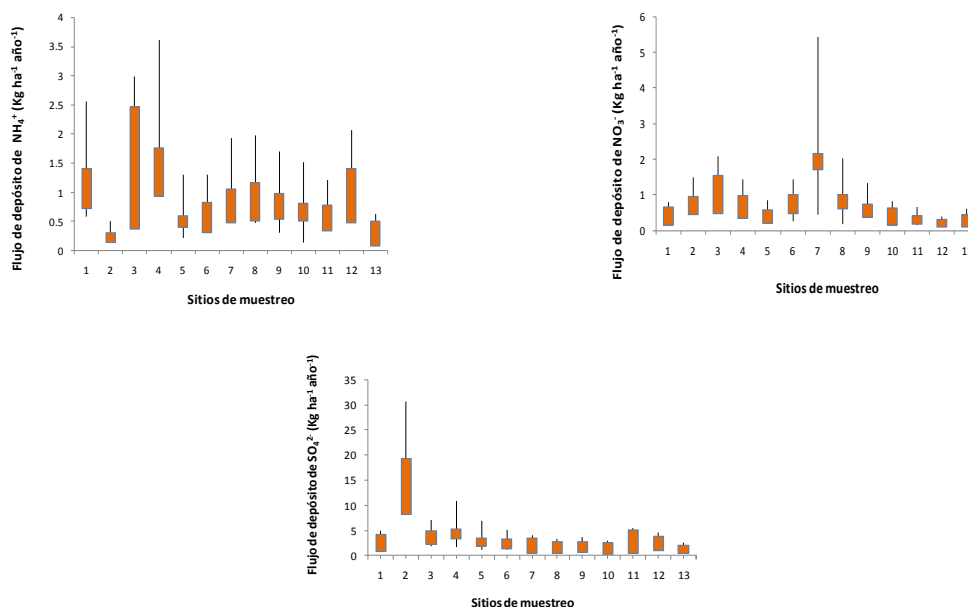 Flujo de depósito de NH₄⁺ (Kg ha⁻¹ año⁻¹)
4
3.5
3
2.5
2
1.5
1
0.5
0
1 2 3 4 5 6 7 8 9 10 11 12 13
Sitios de muestreo
Flujo de depósito de NO₃⁻ (Kg ha⁻¹ año⁻¹)
6
5
4
3
2
1
0
1 2 3 4 5 6 7 8 9 10 11 12 1
Sitios de muestreo
Flujo de depósito de SO₄²⁻ (Kg ha⁻¹ año⁻¹)
35
30
25
20
15
10
5
0
1 2 3 4 5 6 7 8 9 10 11 12 13
Sitios de muestreo